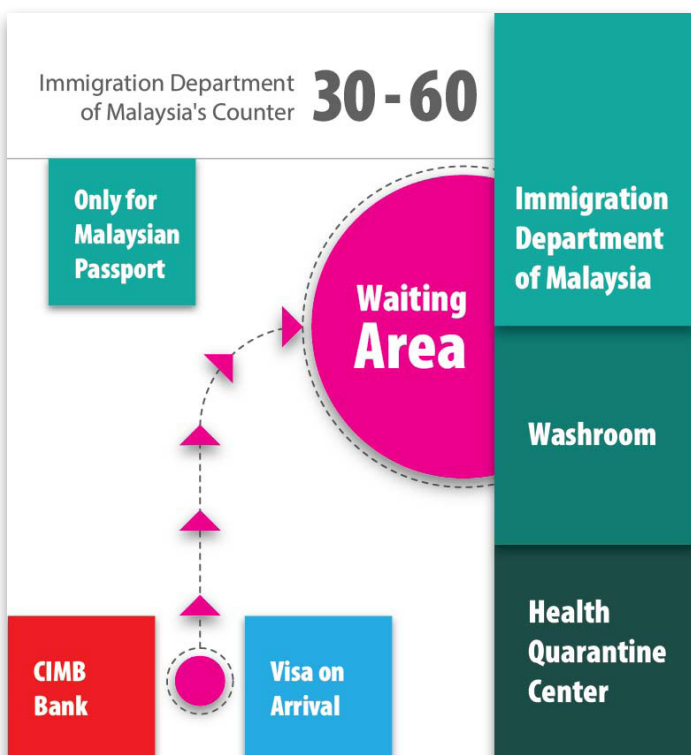 Immigration Department
of Malaysia's Counter
30 - 60
Only for
Malaysian
Passport
Waiting
Area
Immigration
Department
of Malaysia
Washroom
CIMB
Bank
Visa on
Arrival
Health
Quarantine
Center